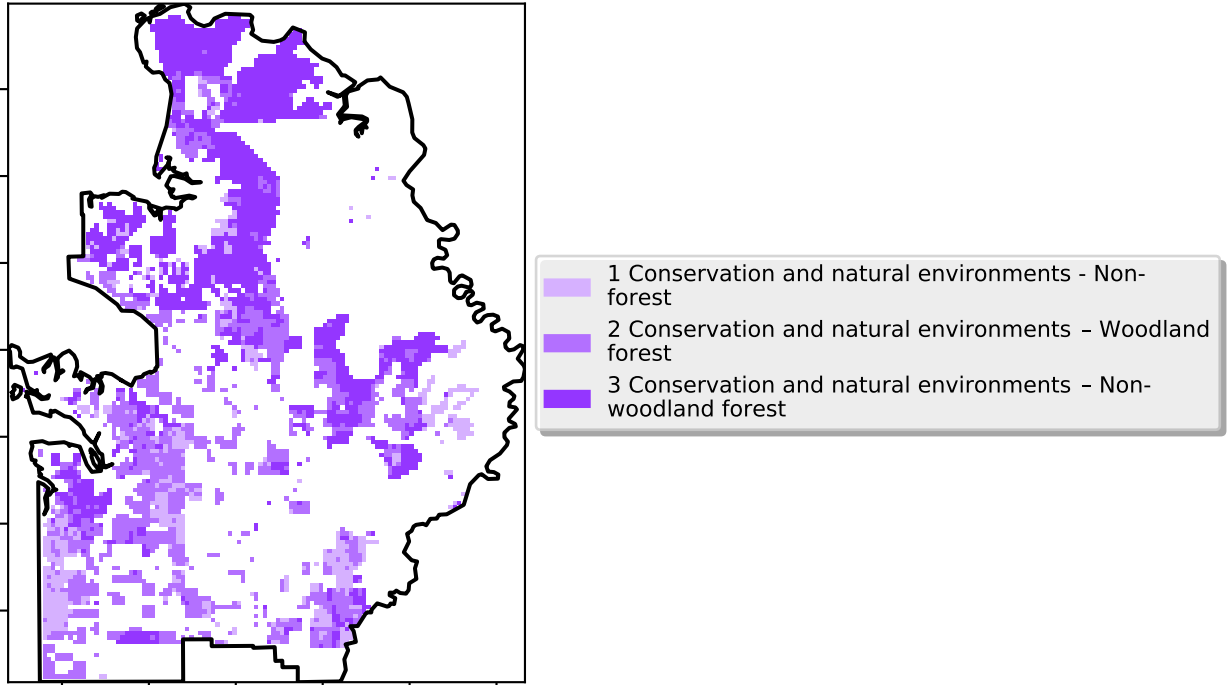 1 Conservation and natural environments - Non-
forest
2 Conservation and natural environments – Woodland
forest
3 Conservation and natural environments – Non-
woodland forest